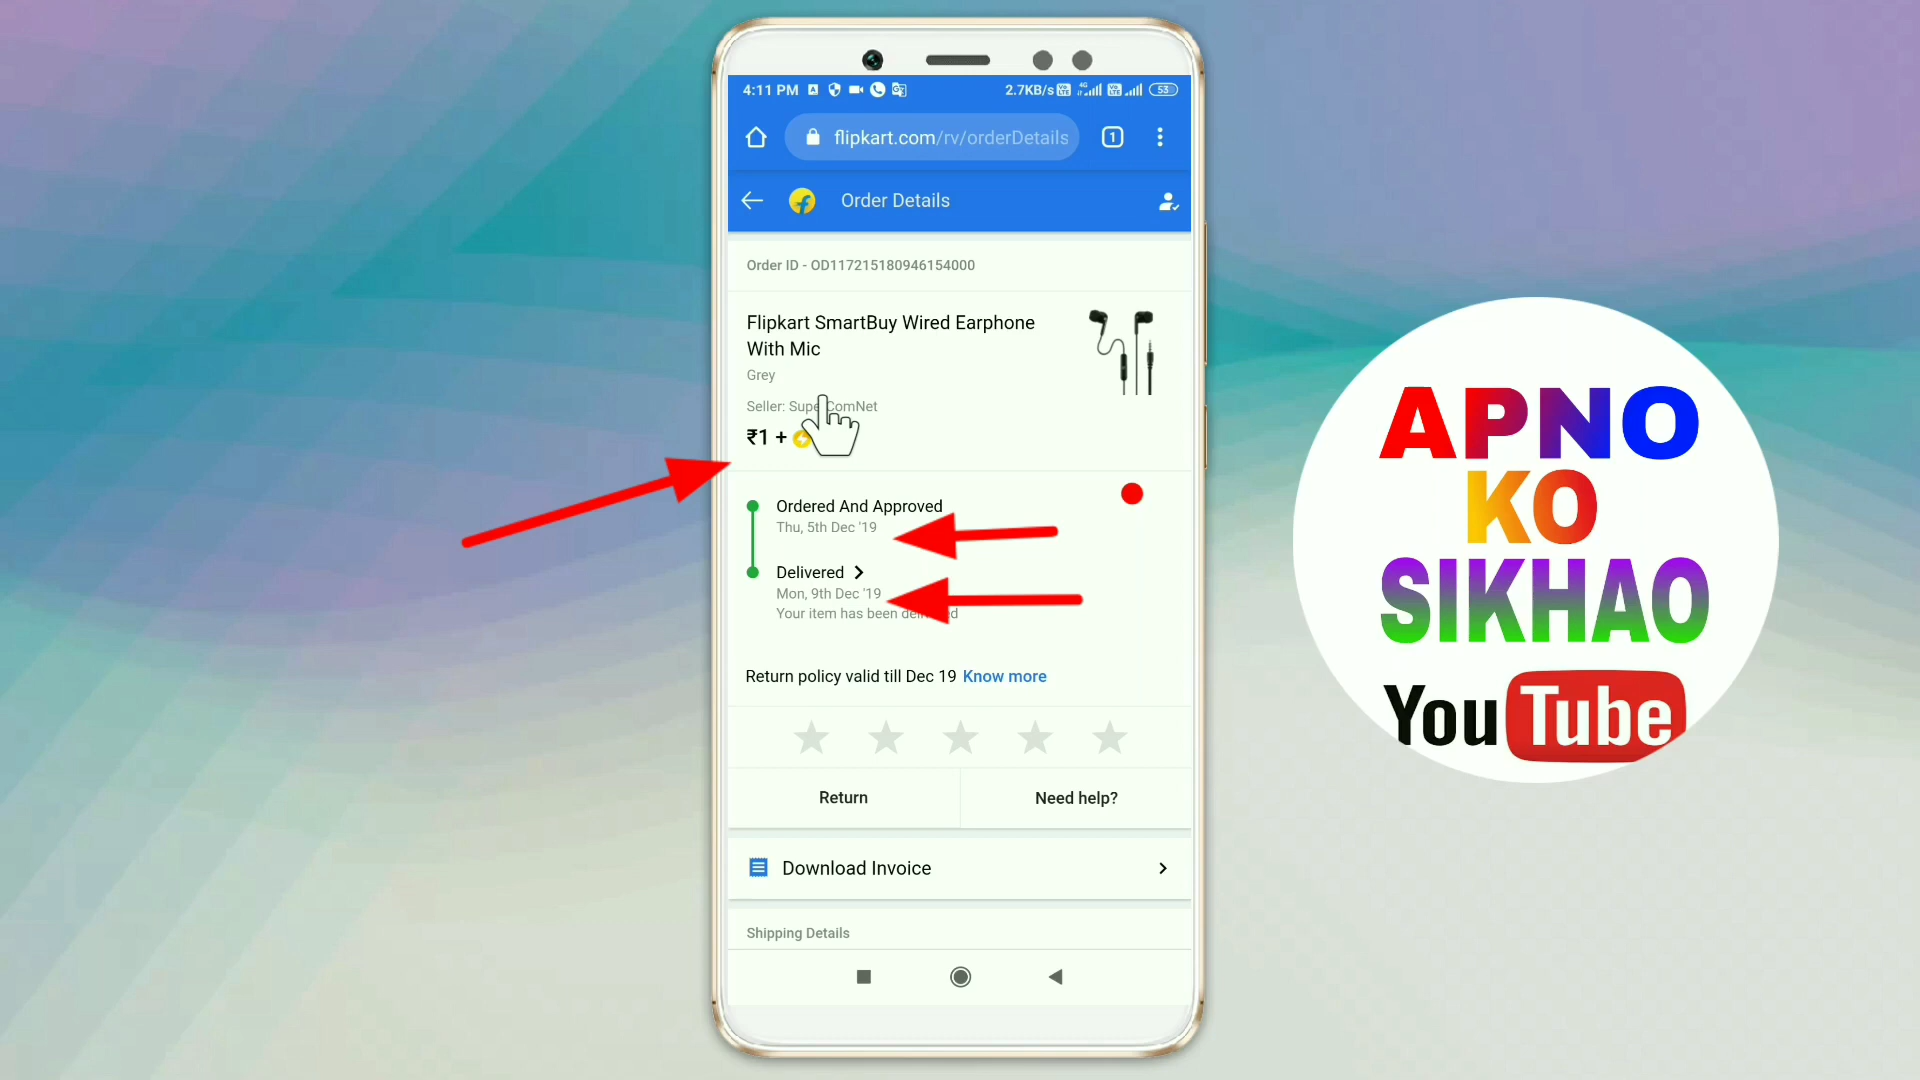 4:11 PM
2.7KB/s
53
flipkart.com/rv/orderDetails
1
Order Details
Order ID - OD117215180946154000
Flipkart SmartBuy Wired Earphone
With Mic
Grey
Seller: Supe ComNet
₹1 +
Ordered And Approved
Thu, 5th Dec '19
Delivered
Mon, 9th Dec '19
Your item has been
Return policy valid till Dec 19 Know more
Return
Need help?
Download Invoice
Shipping Details
APNO
KO
SIKHAO
YouTube